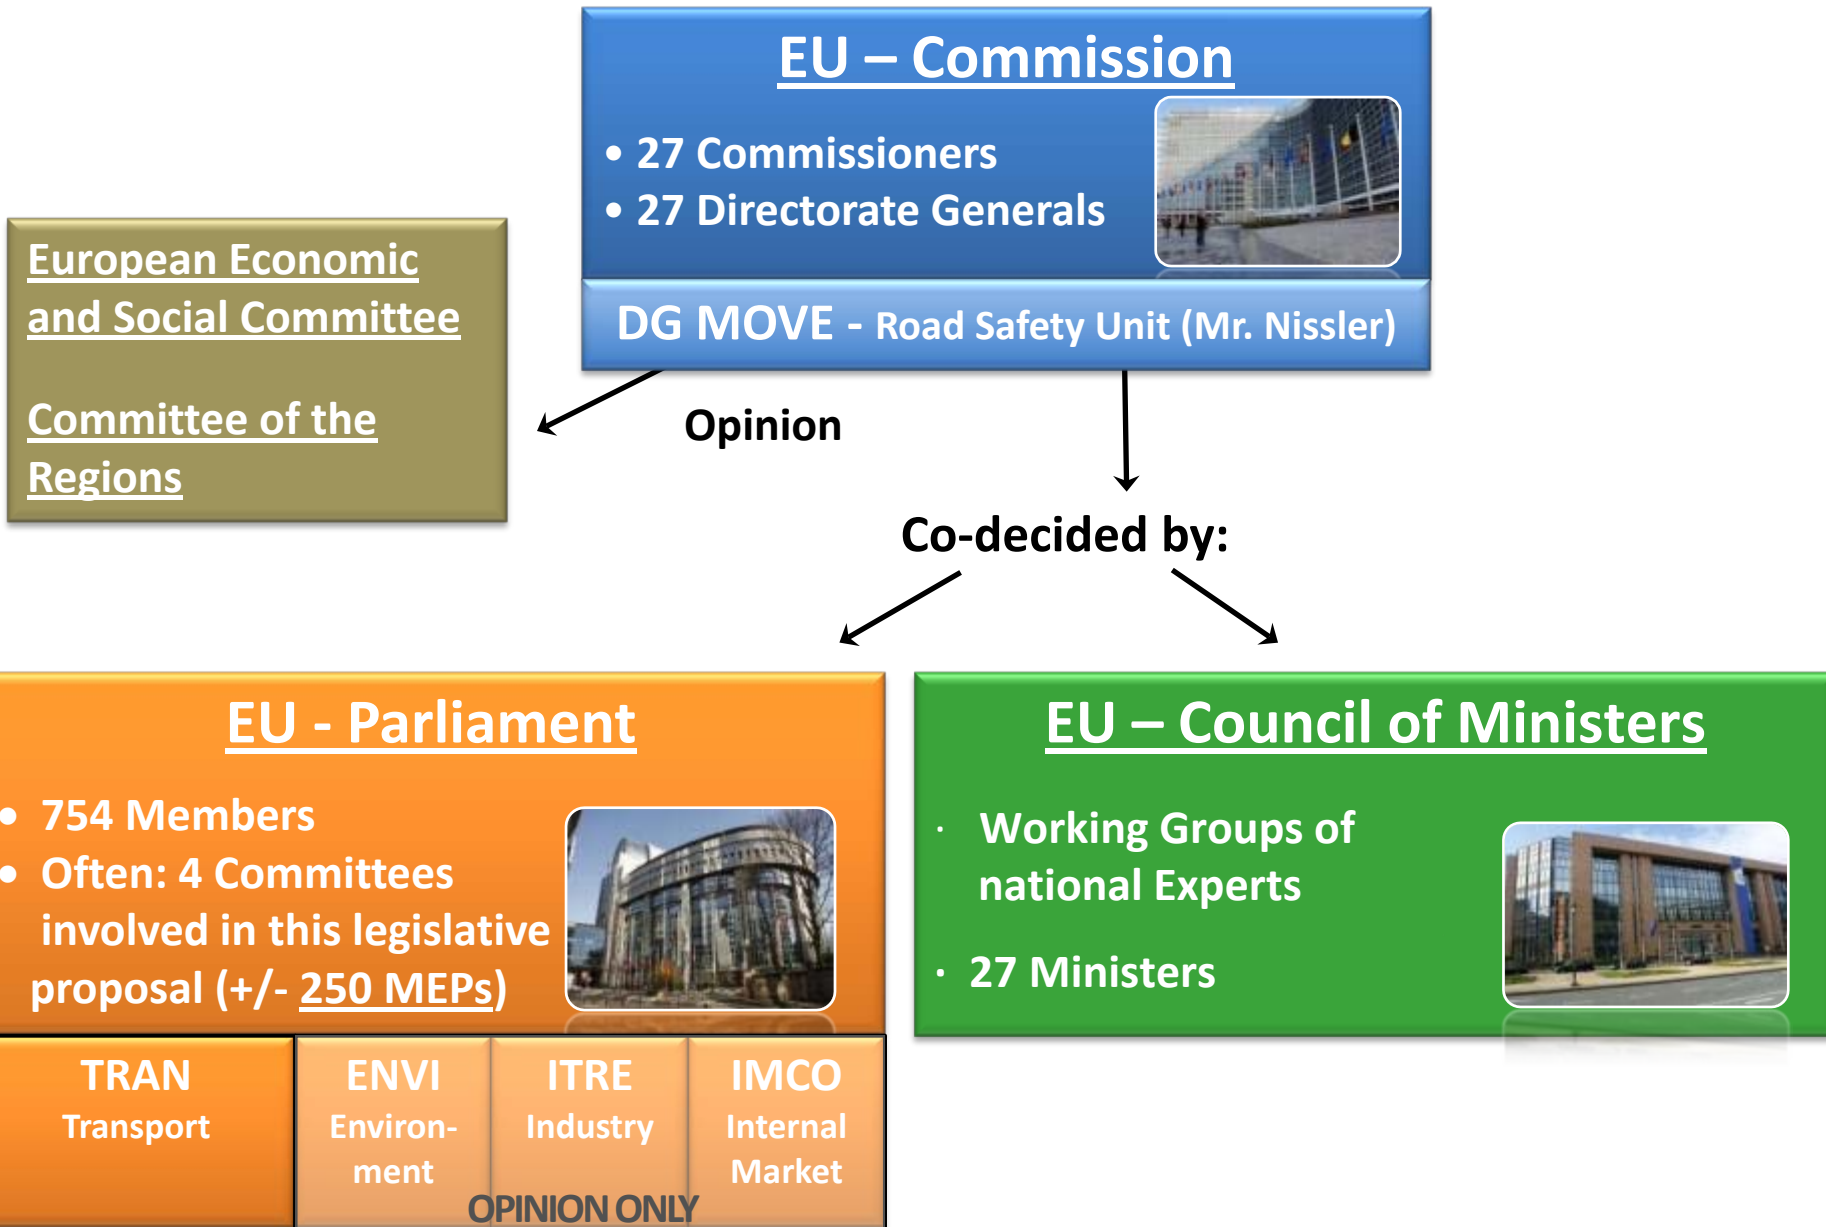 EU – Commission
• 27 Commissioners
• 27 Directorate Generals
DG MOVE - Road Safety Unit (Mr. Nissler)
European Economic
and Social Committee
Committee of the
Regions
Opinion
Co-decided by:
EU - Parliament
• 754 Members
• Often: 4 Committees
involved in this legislative
proposal (+/- 250 MEPs)
TRAN
Transport
ENVI
Environ-
ment
ITRE
Industry
IMCO
Internal
Market
OPINION ONLY
EU – Council of Ministers
· Working Groups of
national Experts
· 27 Ministers